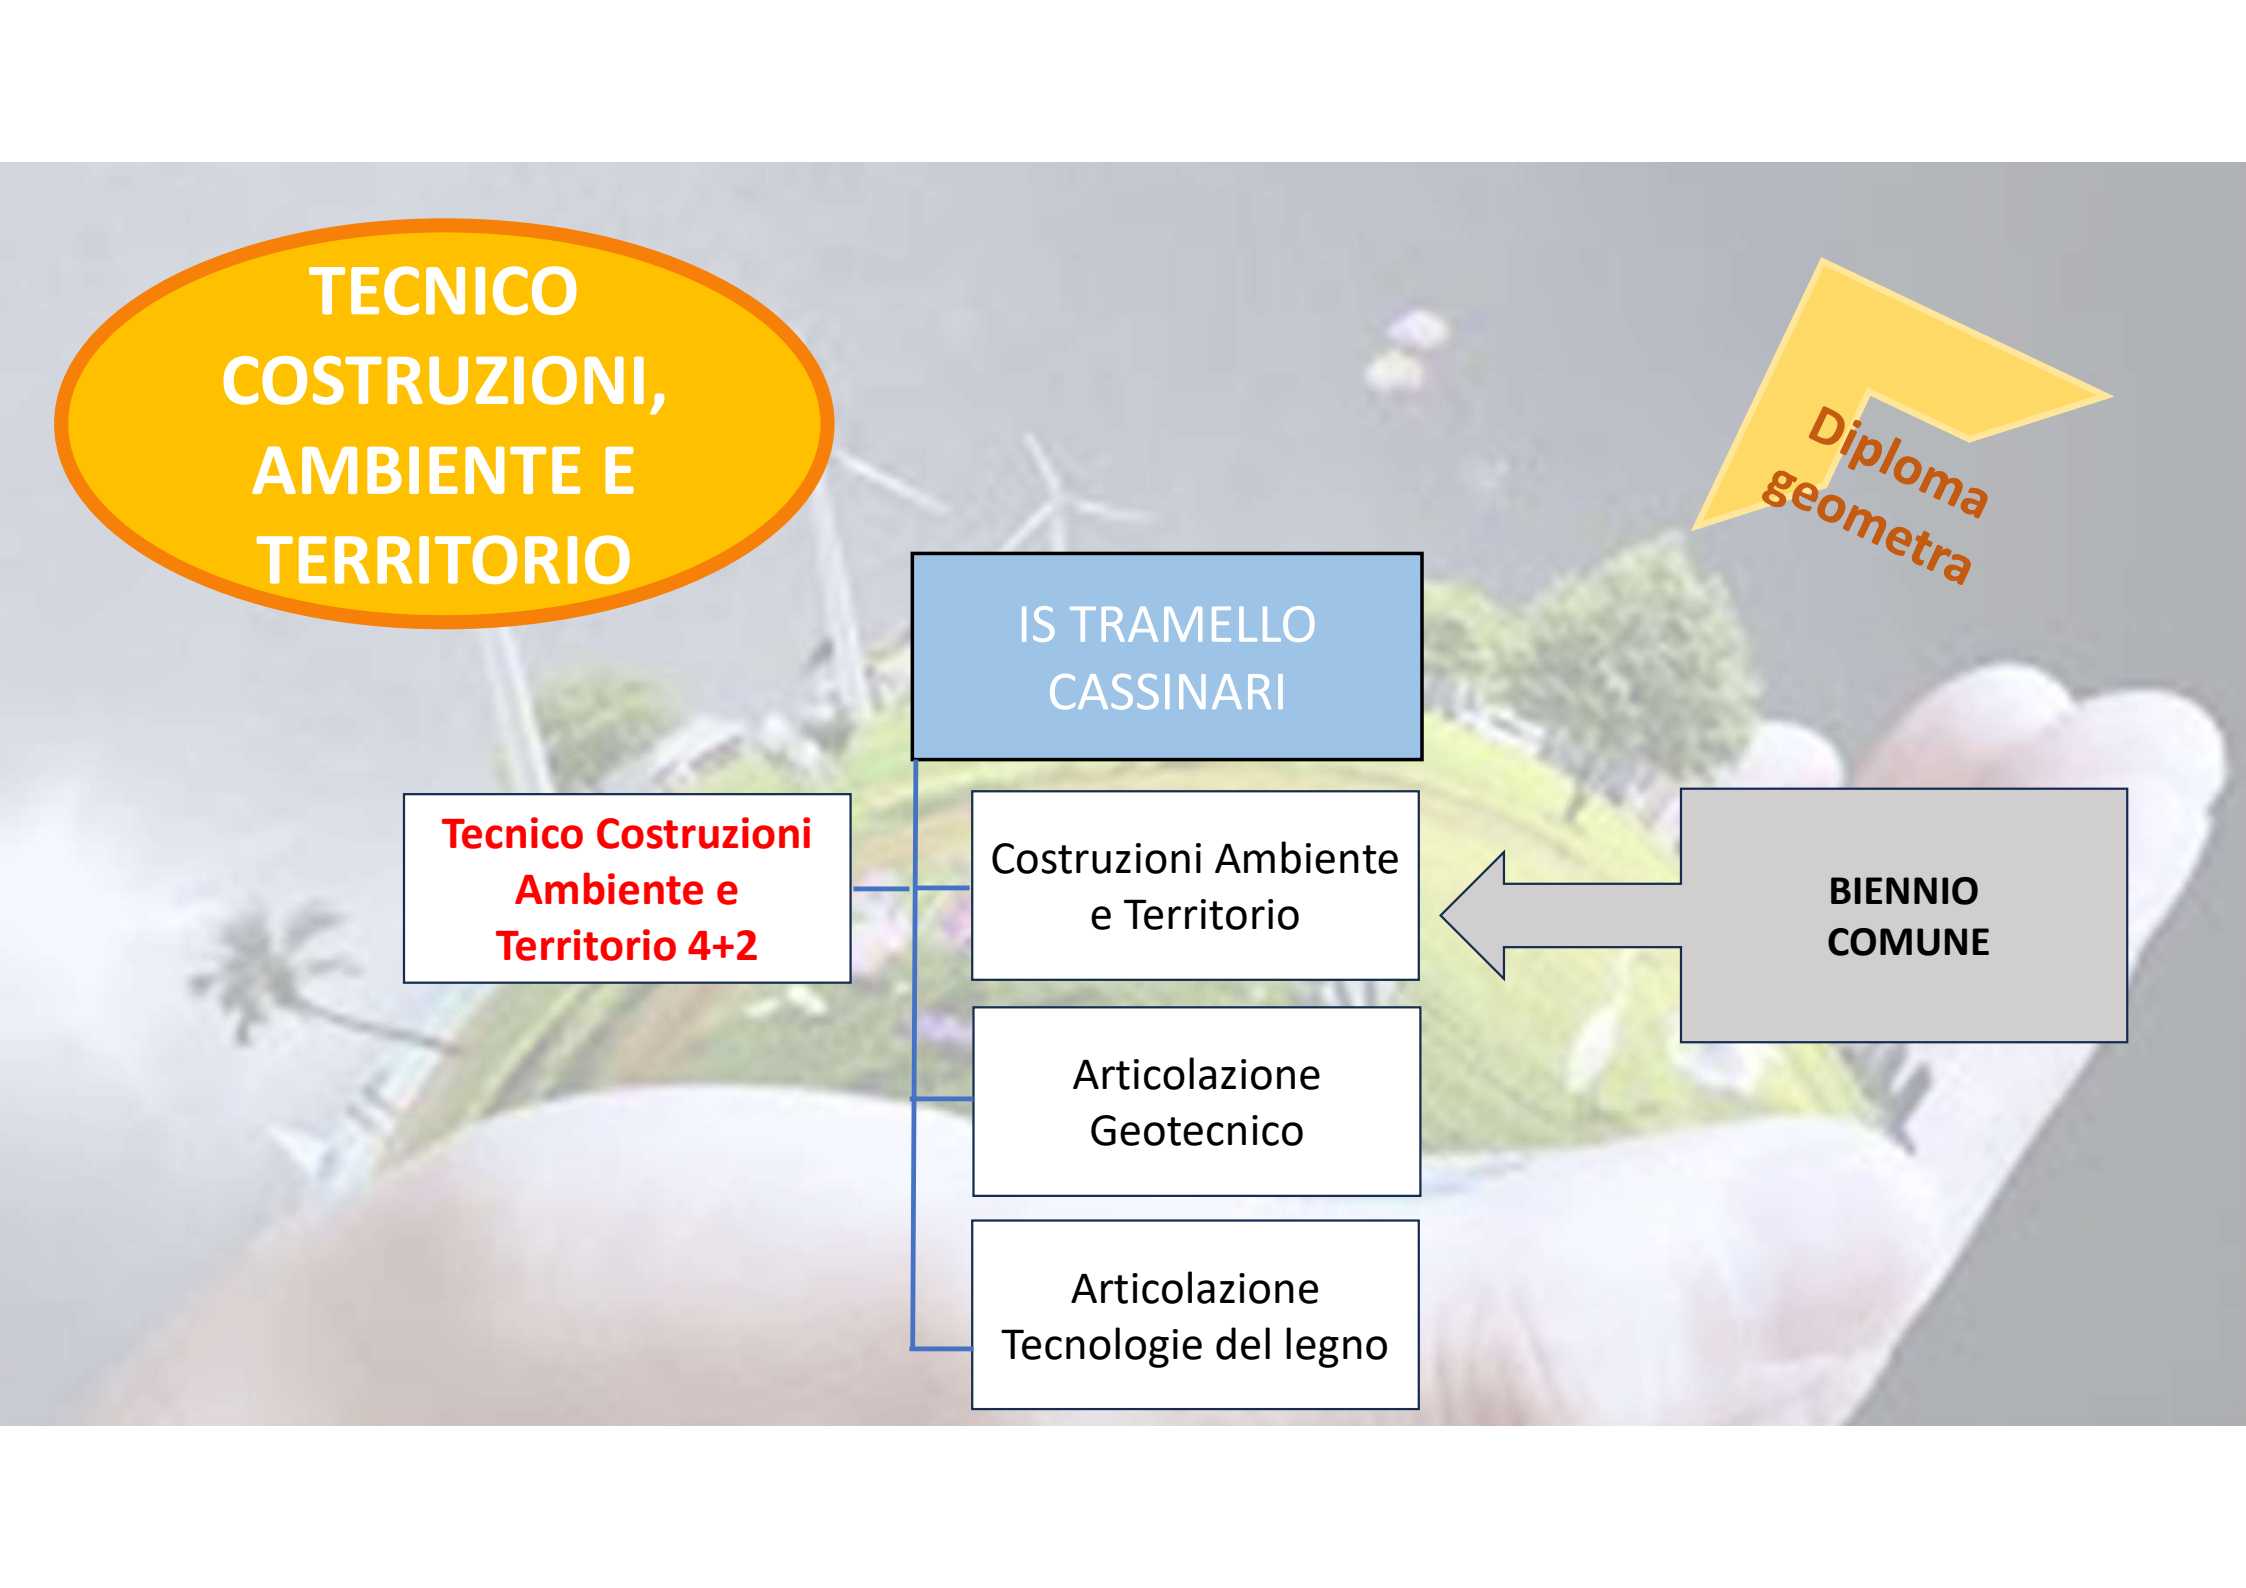 TECNICO
COSTRUZIONI,
AMBIENTE E
TERRITORIO
Diploma
geometra
IS TRAMELLO
CASSINARI
Tecnico Costruzioni
Ambiente e
Territorio 4+2
Costruzioni Ambiente
e Territorio
BIENNIO
COMUNE
Articolazione
Geotecnico
Articolazione
Tecnologie del legno